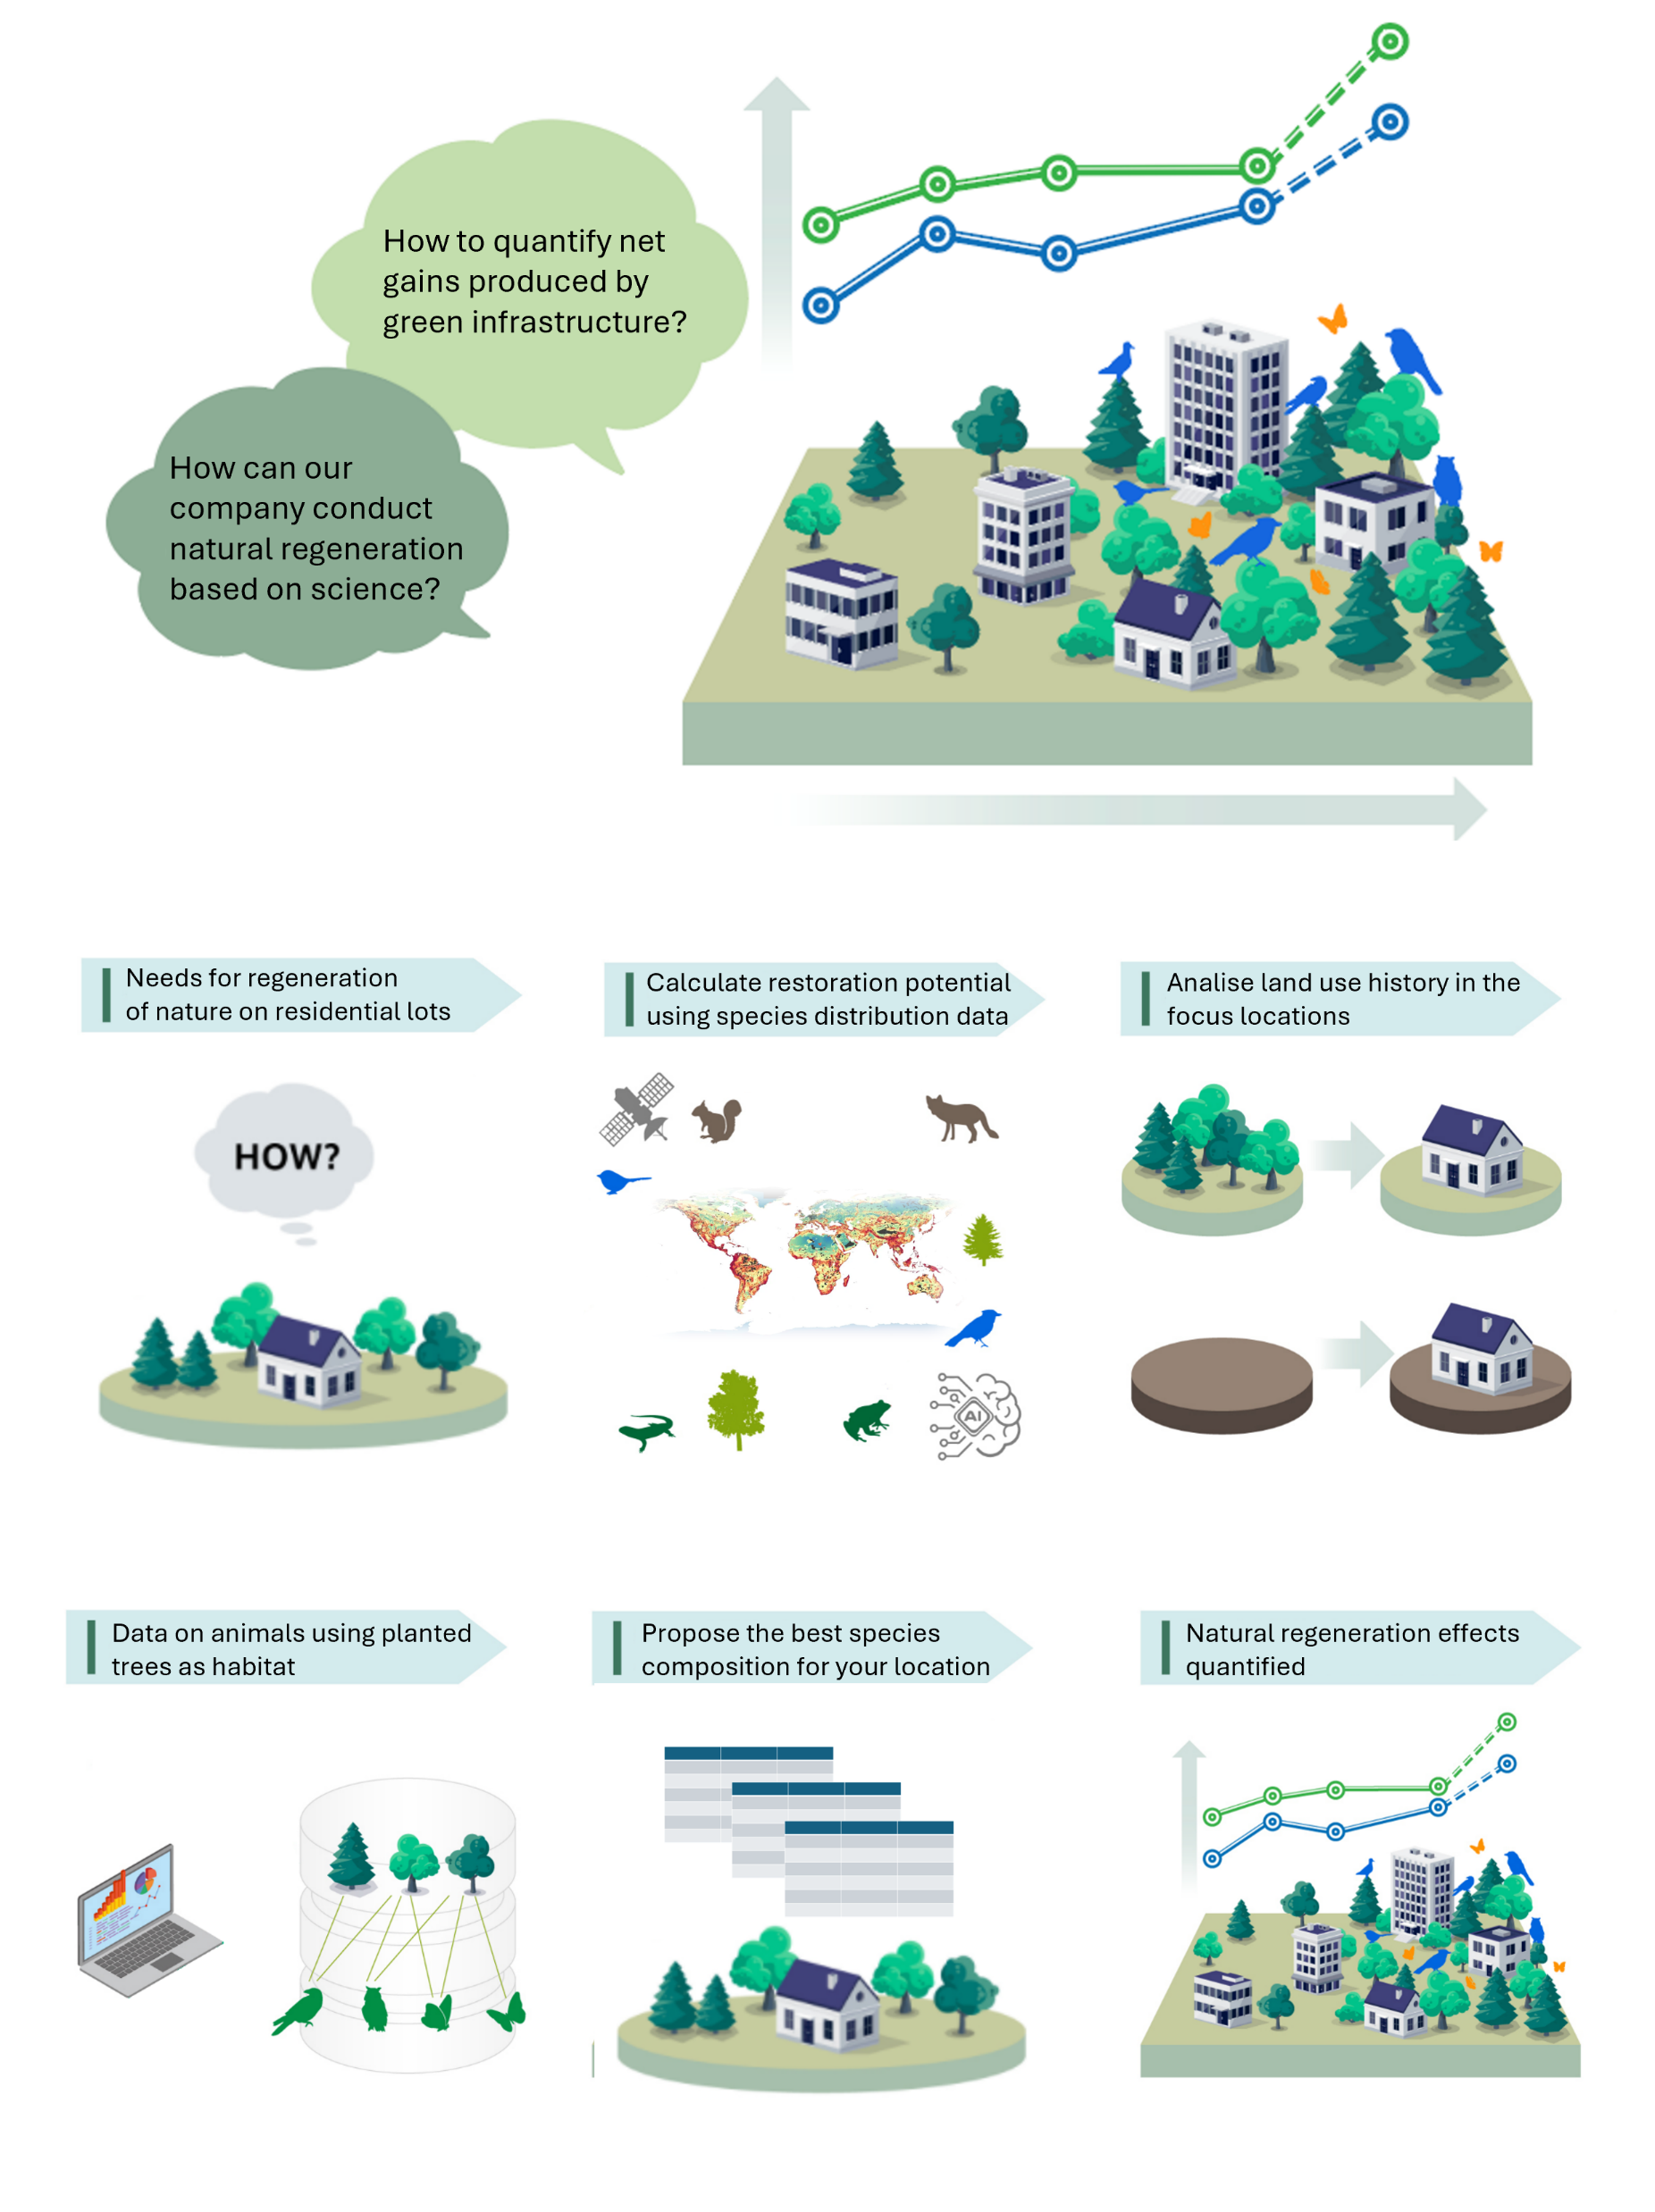 How to quantify net
gains produced by
green infrastructure?
How can our
company conduct
natural regeneration
based on science?
Needs for regeneration
of nature on residential lots
Calculate restoration potential
using species distribution data
Analise land use history in the
focus locations
HOW?
AI
Data on animals using planted
trees as habitat
Propose the best species
composition for your location
Natural regeneration effects
quantified